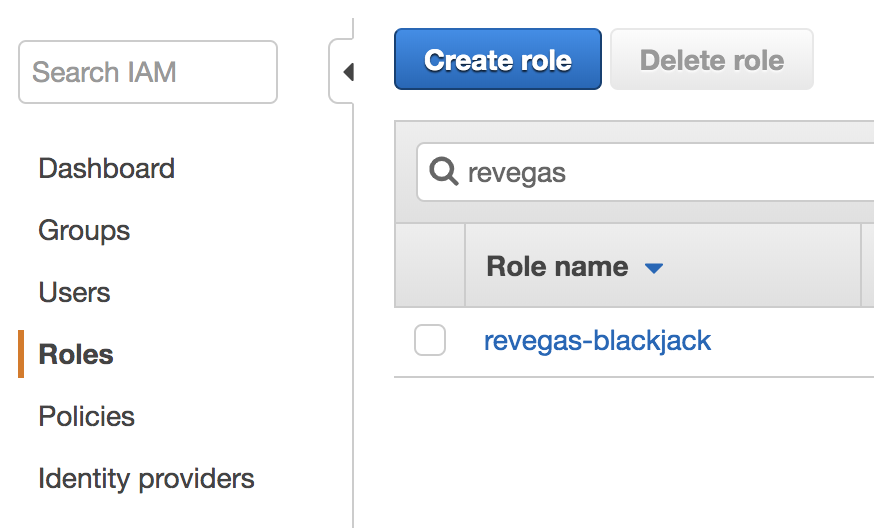 Search IAM
Dashboard
Groups
Users
Roles
Policies
Identity providers
Create role
Delete role
revegas
Role name
revegas-blackjack